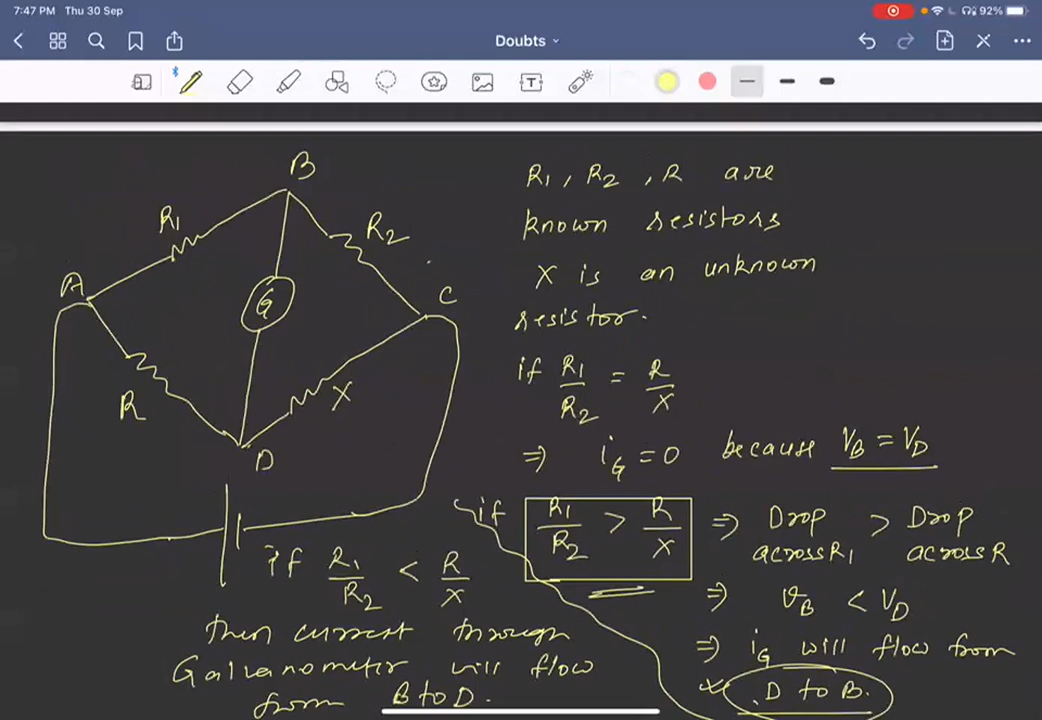 7:47 PM Thu 30 Sep
92%
Doubts
T
B
R1
R2
A
G
C
R
X
D
R1, R2, R are
known resistors
X is an unknown
resistor.
if R1/R2 = R/X
⇒ iG = 0 because VB = VD
if R1/R2 > R/X ⇒ Drop across R1 > Drop across R
⇒ VB < VD
⇒ iG will flow from
D to B.
if R1/R2 < R/X
then current through
Galvanometer will flow
from B to D.